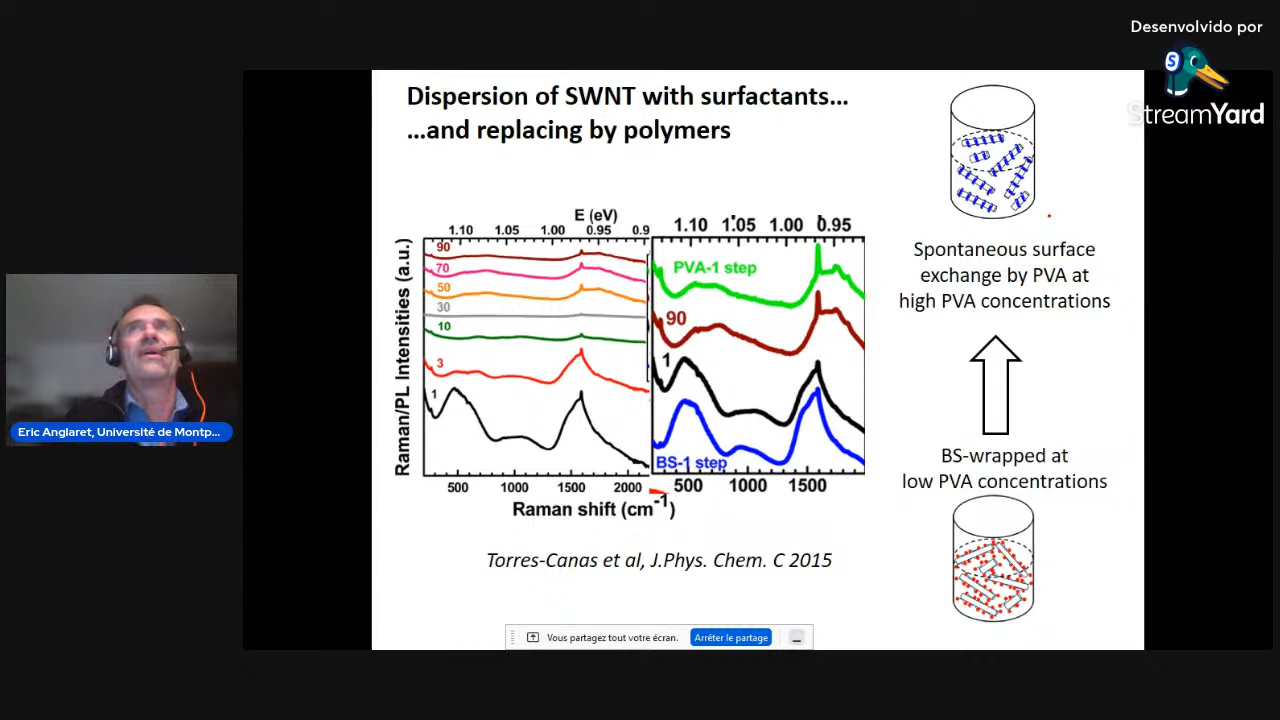 Desenvolvido por
StreamYard
Dispersion of SWNT with surfactants…
…and replacing by polymers
E (eV)
1.10 1.05 1.00 0.95 0.9
1.10 1.05 1.00 0.95
Raman/PL Intensities (a.u.)
90
70
50
30
10
3
1
PVA-1 step
90
1
BS-1 step
500 1000 1500 2000
500 1000 1500
Raman shift (cm-1)
Torres-Canas et al, J.Phys. Chem. C 2015
Spontaneous surface
exchange by PVA at
high PVA concentrations
BS-wrapped at
low PVA concentrations
Eric Anglaret, Université de Montp...
Vous partagez tout votre écran. Arrêter le partage